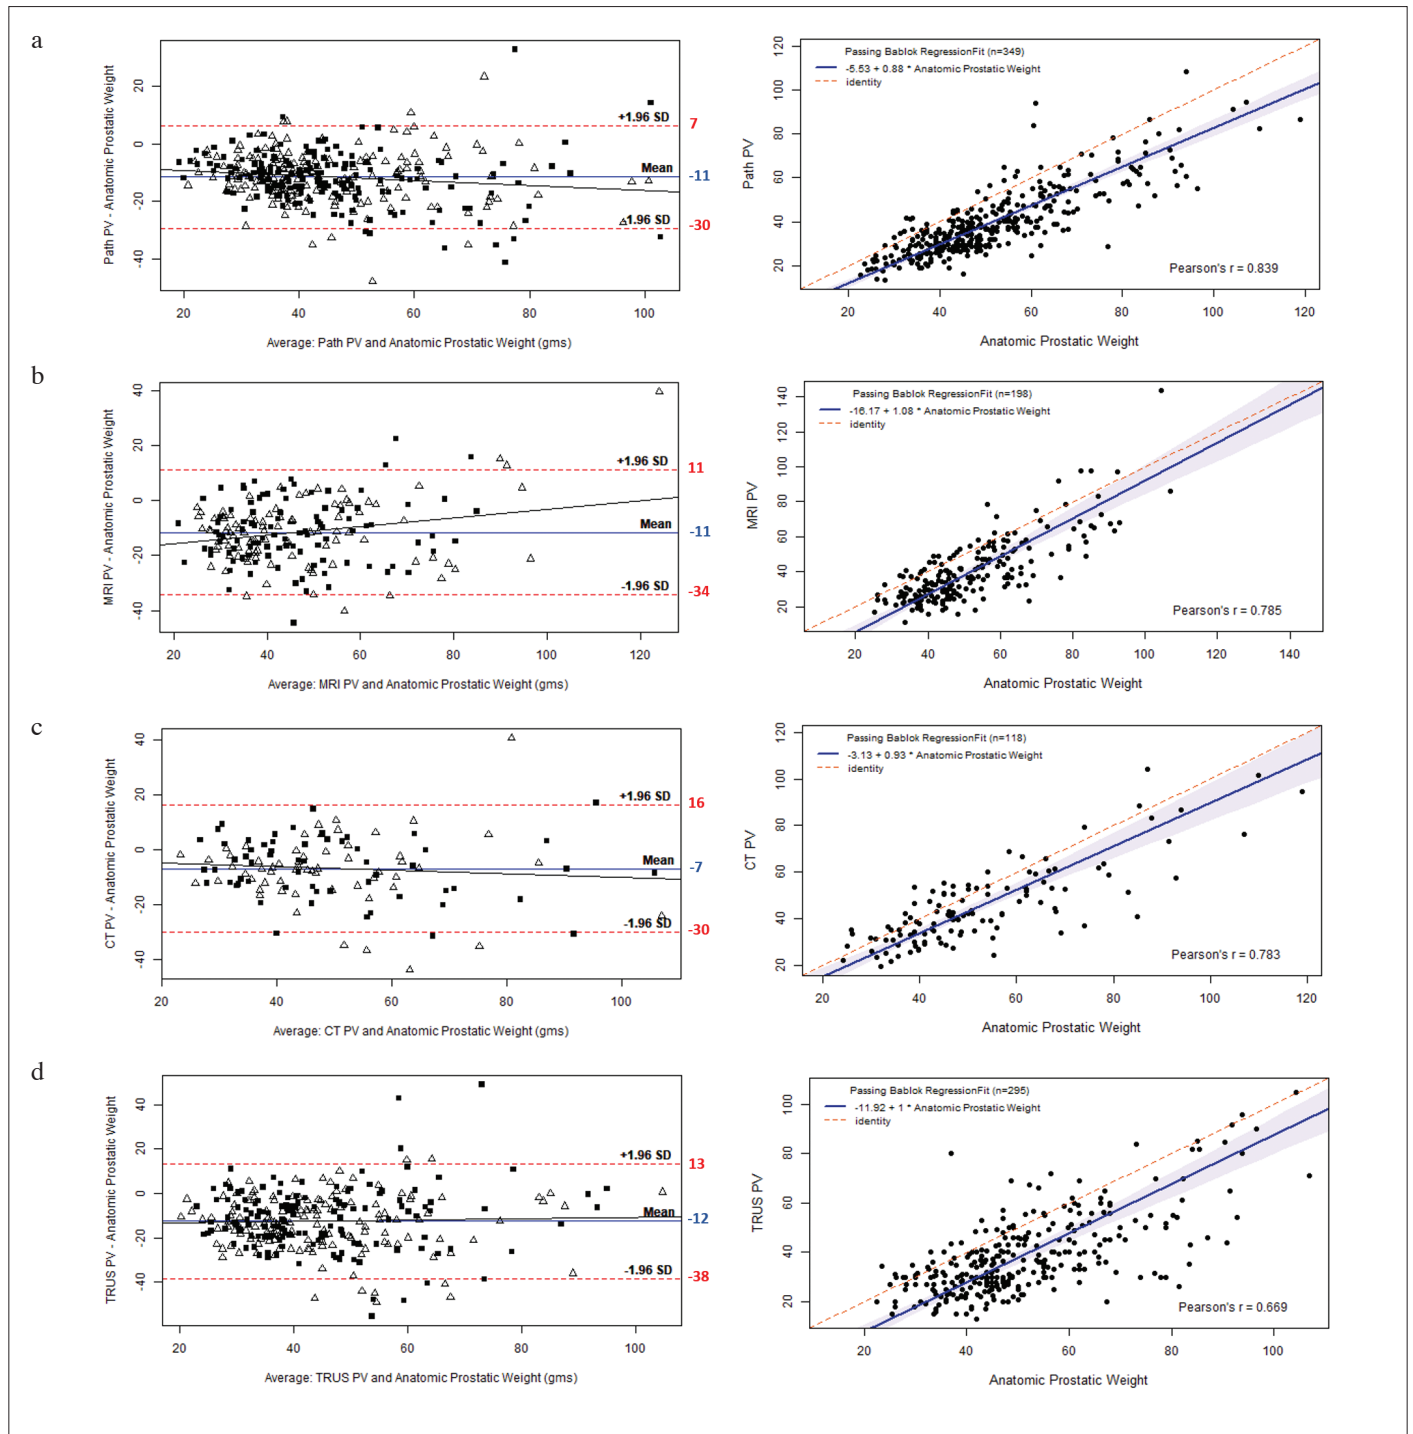 a
Path PV - Anatomic Prostatic Weight
20
0
-20
-40
+1.96 SD
7
Mean
-11
-1.96 SD
-30
20 40 60 80 100
Average: Path PV and Anatomic Prostatic Weight (gms)
Path PV
120
100
80
60
40
20
Passing Bablok RegressionFit (n=349)
-5.53 + 0.88 * Anatomic Prostatic Weight
identity
Pearson's r = 0.839
20 40 60 80 100 120
Anatomic Prostatic Weight
b
MRI PV - Anatomic Prostatic Weight
40
20
0
-20
-40
+1.96 SD
11
Mean
-11
-1.96 SD
-34
20 40 60 80 100 120
Average: MRI PV and Anatomic Prostatic Weight (gms)
MRI PV
140
120
100
80
60
40
20
Passing Bablok RegressionFit (n=198)
-16.17 + 1.08 * Anatomic Prostatic Weight
identity
Pearson's r = 0.785
20 40 60 80 100 120 140
Anatomic Prostatic Weight
c
CT PV - Anatomic Prostatic Weight
40
20
0
-20
-40
+1.96 SD
16
Mean
-7
-1.96 SD
-30
20 40 60 80 100
Average: CT PV and Anatomic Prostatic Weight (gms)
CT PV
120
100
80
60
40
20
Passing Bablok RegressionFit (n=118)
-3.13 + 0.93 * Anatomic Prostatic Weight
identity
Pearson's r = 0.783
20 40 60 80 100 120
Anatomic Prostatic Weight
d
TRUS PV - Anatomic Prostatic Weight
40
20
0
-20
-40
+1.96 SD
13
Mean
-12
-1.96 SD
-38
20 40 60 80 100
Average: TRUS PV and Anatomic Prostatic Weight (gms)
TRUS PV
100
80
60
40
20
Passing Bablok RegressionFit (n=295)
-11.92 + 1 * Anatomic Prostatic Weight
identity
Pearson's r = 0.669
20 40 60 80 100
Anatomic Prostatic Weight